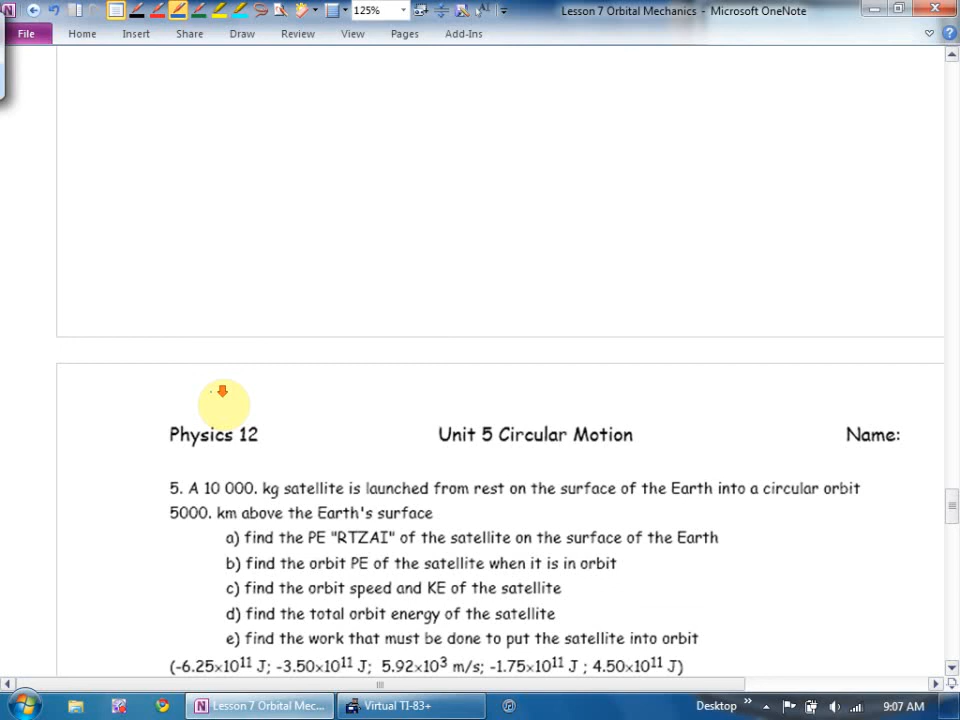 125%
Lesson 7 Orbital Mechanics - Microsoft OneNote
File Home Insert Share Draw Review View Pages Add-Ins
Physics 12 Unit 5 Circular Motion Name:
5. A 10 000. kg satellite is launched from rest on the surface of the Earth into a circular orbit
5000. km above the Earth's surface
a) find the PE "RTZAI" of the satellite on the surface of the Earth
b) find the orbit PE of the satellite when it is in orbit
c) find the orbit speed and KE of the satellite
d) find the total orbit energy of the satellite
e) find the work that must be done to put the satellite into orbit
(-6.25×10¹¹ J; -3.50×10¹¹ J; 5.92×10³ m/s; -1.75×10¹¹ J ; 4.50×10¹¹ J)
Lesson 7 Orbital Mec... Virtual TI-83+ Desktop 9:07 AM